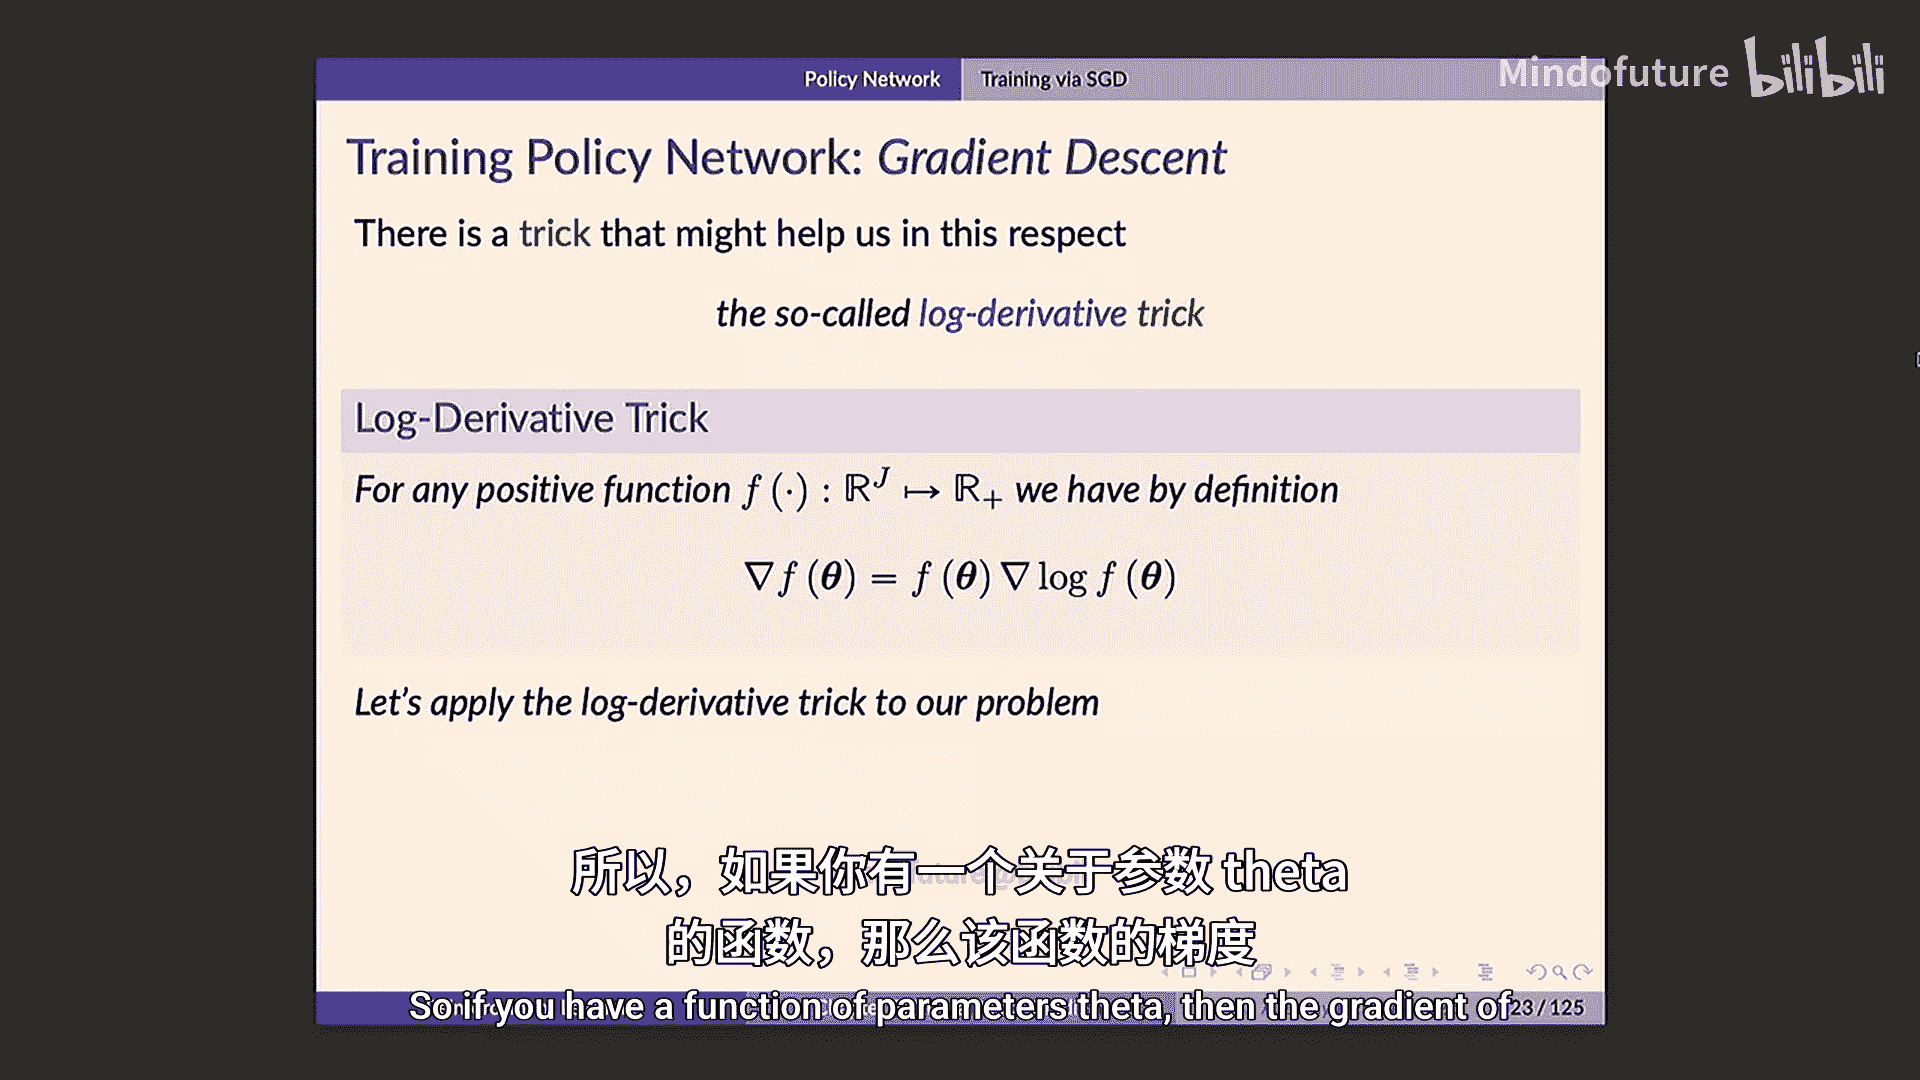 Policy Network
Training via SGD
Mindofuture bilibili
Training Policy Network: Gradient Descent
There is a trick that might help us in this respect
the so-called log-derivative trick
Log-Derivative Trick
For any positive function f (·) : ℝᴶ ↦ ℝ₊ we have by definition
∇f (θ) = f (θ) ∇ log f (θ)
Let's apply the log-derivative trick to our problem
所以，如果你有一个关于参数 theta
的函数，那么该函数的梯度
So if you have a function of parameters theta, then the gradient of
23 / 125